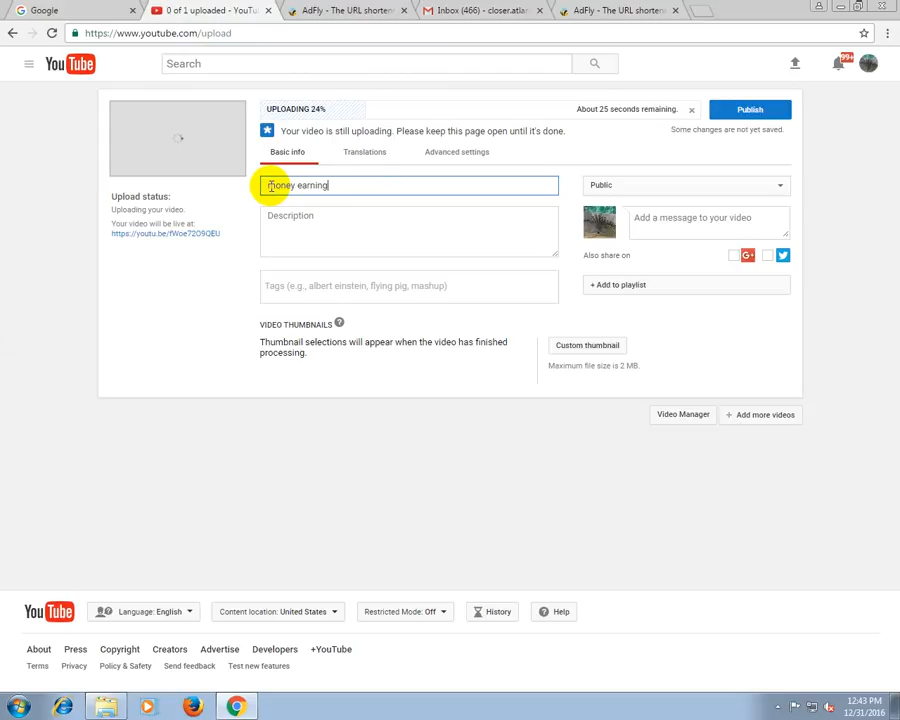 Google
0 of 1 uploaded - YouTu
AdFly - The URL shorten
Inbox (466) - closer.atlan
AdFly - The URL shorten
https://www.youtube.com/upload
YouTube
Search
99+
UPLOADING 24%
About 25 seconds remaining.
Publish
Your video is still uploading. Please keep this page open until it's done.
Some changes are not yet saved.
Basic info
Translations
Advanced settings
money earning
Public
Upload status:
Uploading your video.
Your video will be live at:
https://youtu.be/fWoe72O9QEU
Description
Add a message to your video
Also share on
G+
Tags (e.g., albert einstein, flying pig, mashup)
+ Add to playlist
VIDEO THUMBNAILS ?
Thumbnail selections will appear when the video has finished
processing.
Custom thumbnail
Maximum file size is 2 MB.
Video Manager
+ Add more videos
YouTube
Language: English
Content location: United States
Restricted Mode: Off
History
Help
About
Press
Copyright
Creators
Advertise
Developers
+YouTube
Terms
Privacy
Policy & Safety
Send feedback
Test new features
12:43 PM
12/31/2016